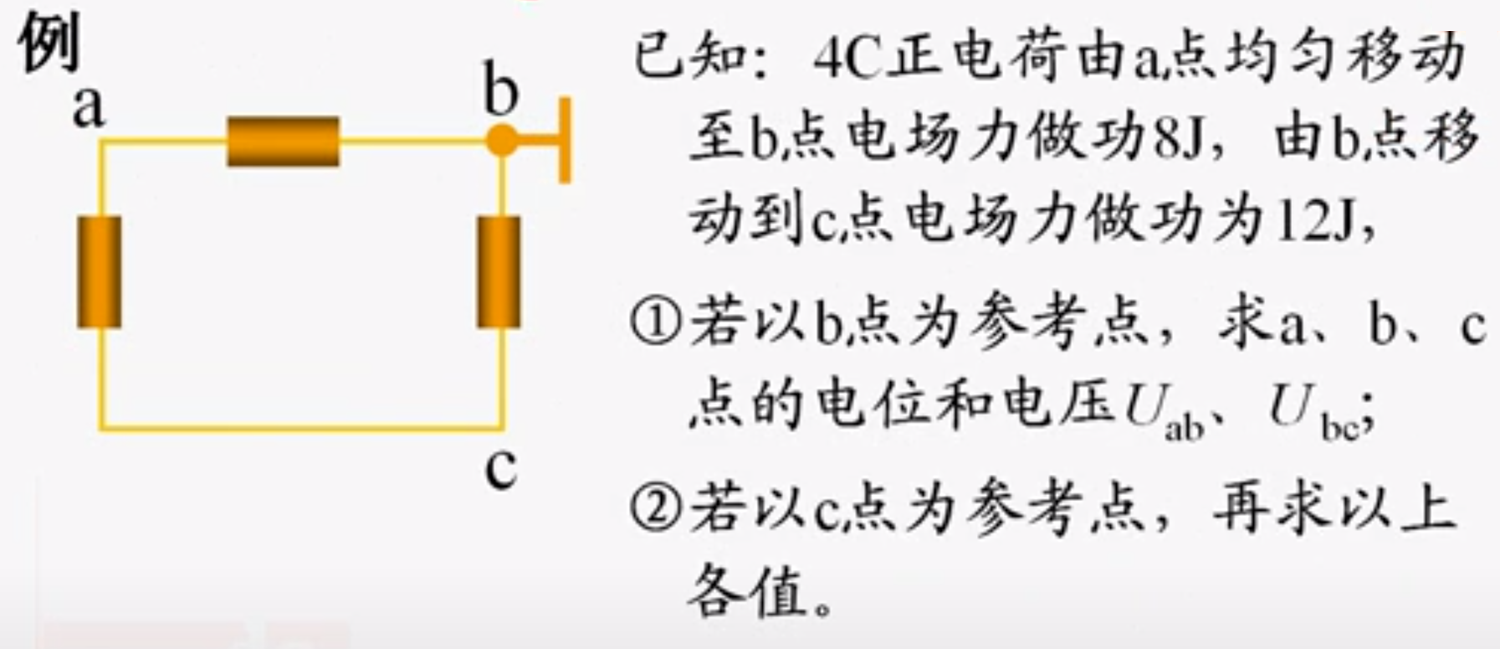 例
a
b
c
已知：4C正电荷由a点均匀移动
至b点电场力做功8J，由b点移
动到c点电场力做功为12J，
①若以b点为参考点，求a、b、c
点的电位和电压Uab、Ubc；
②若以c点为参考点，再求以上
各值。